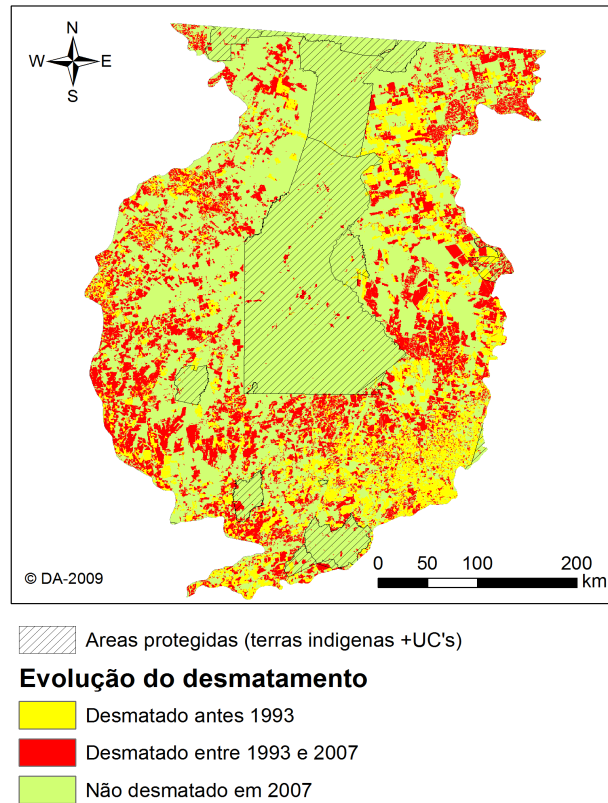 N
W E
S
© DA-2009
0 50 100 200
km
Areas protegidas (terras indigenas +UC's)
Evolução do desmatamento
Desmatado antes 1993
Desmatado entre 1993 e 2007
Não desmatado em 2007